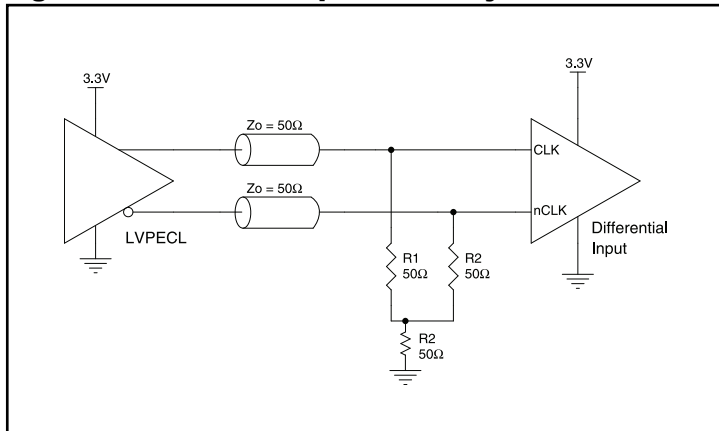 3.3V
3.3V
Zo = 50Ω
CLK
Zo = 50Ω
nCLK
LVPECL
Differential
Input
R1
50Ω
R2
50Ω
R2
50Ω